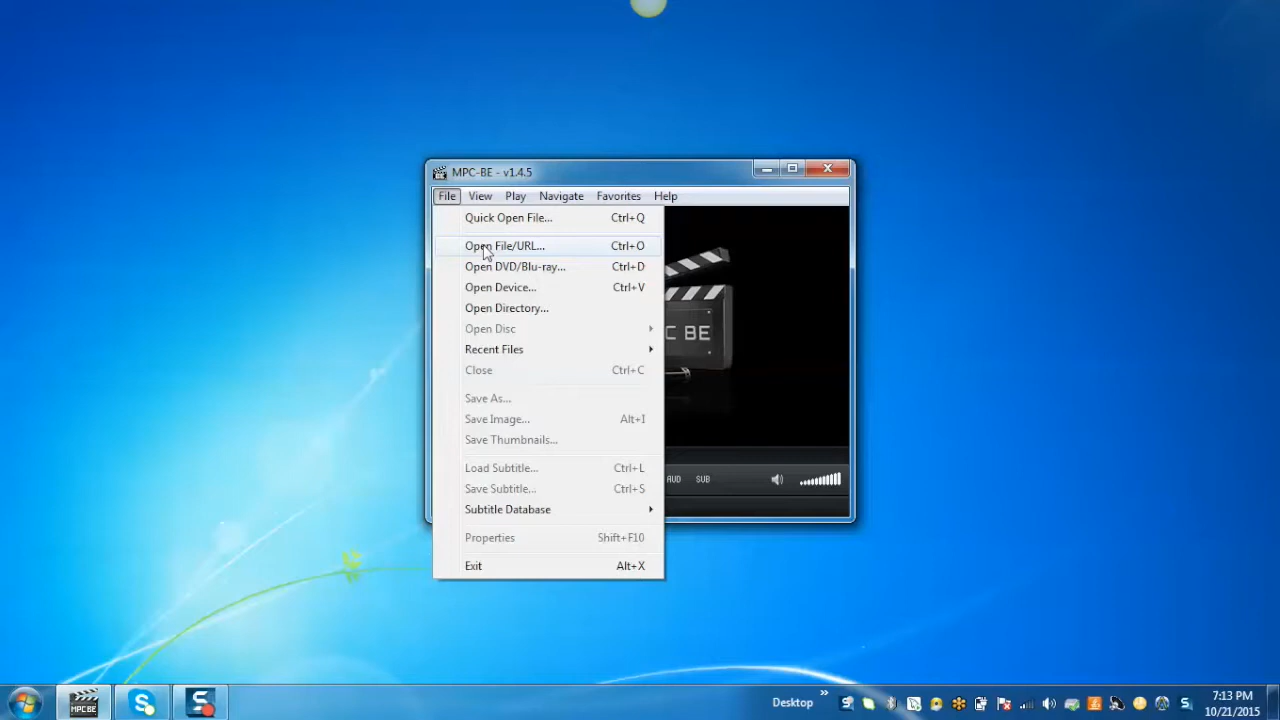 MPC-BE - v1.4.5
File View Play Navigate Favorites Help
Quick Open File... Ctrl+Q
Open File/URL... Ctrl+O
Open DVD/Blu-ray... Ctrl+D
Open Device... Ctrl+V
Open Directory...
Open Disc
Recent Files
Close Ctrl+C
Save As...
Save Image... Alt+I
Save Thumbnails...
Load Subtitle... Ctrl+L
Save Subtitle... Ctrl+S
Subtitle Database
Properties Shift+F10
Exit Alt+X
C BE
AUD SUB
MPCBE
Desktop
7:13 PM
10/21/2015